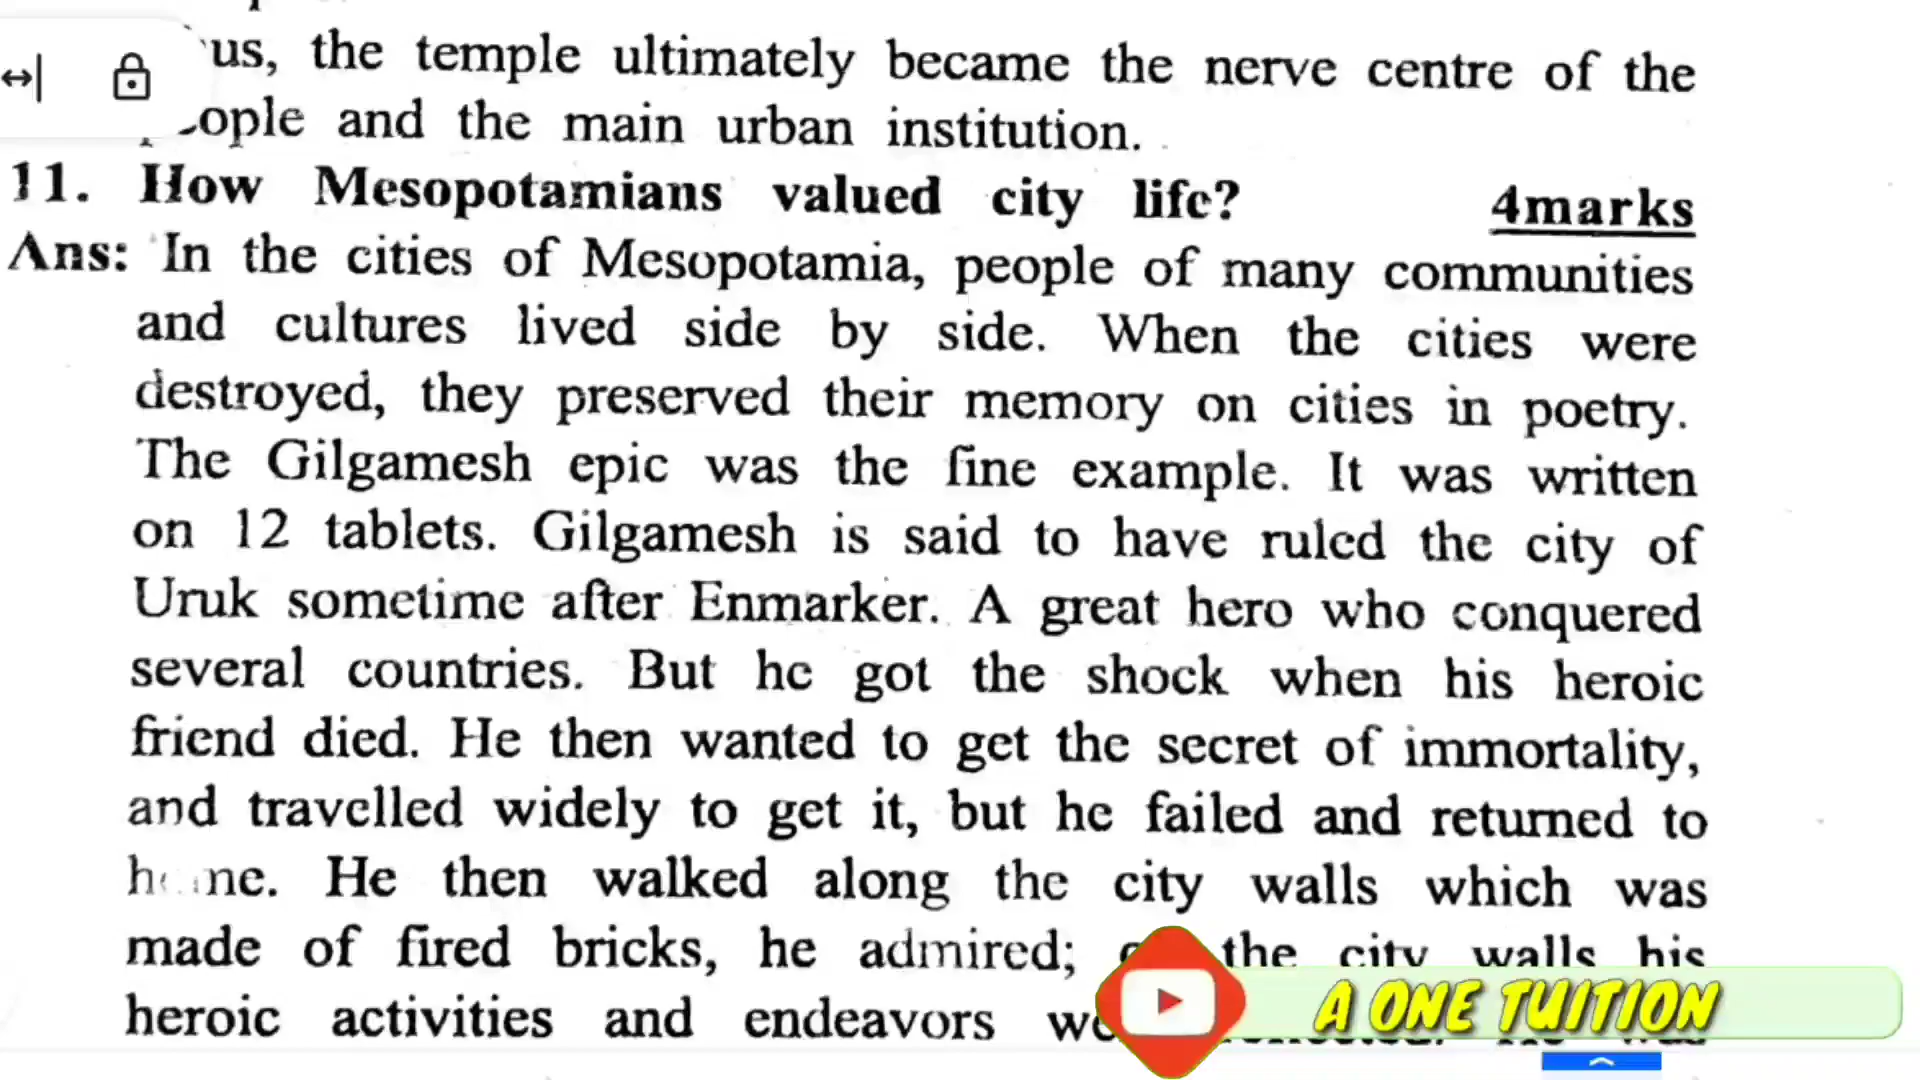 us, the temple ultimately became the nerve centre of the
and the main urban institution.
11. How Mesopotamians valued city life? 4marks
Ans: In the cities of Mesopotamia, people of many communities
and cultures lived side by side. When the cities were
destroyed, they preserved their memory on cities in poetry.
The Gilgamesh epic was the fine example. It was written
on 12 tablets. Gilgamesh is said to have ruled the city of
Uruk sometime after Enmarker. A great hero who conquered
several countries. But he got the shock when his heroic
friend died. He then wanted to get the secret of immortality,
and travelled widely to get it, but he failed and returned to
He then walked along the city walls which was
made of fired bricks, he admired; the city walls his
heroic activities and endeavors
A ONE TUITION